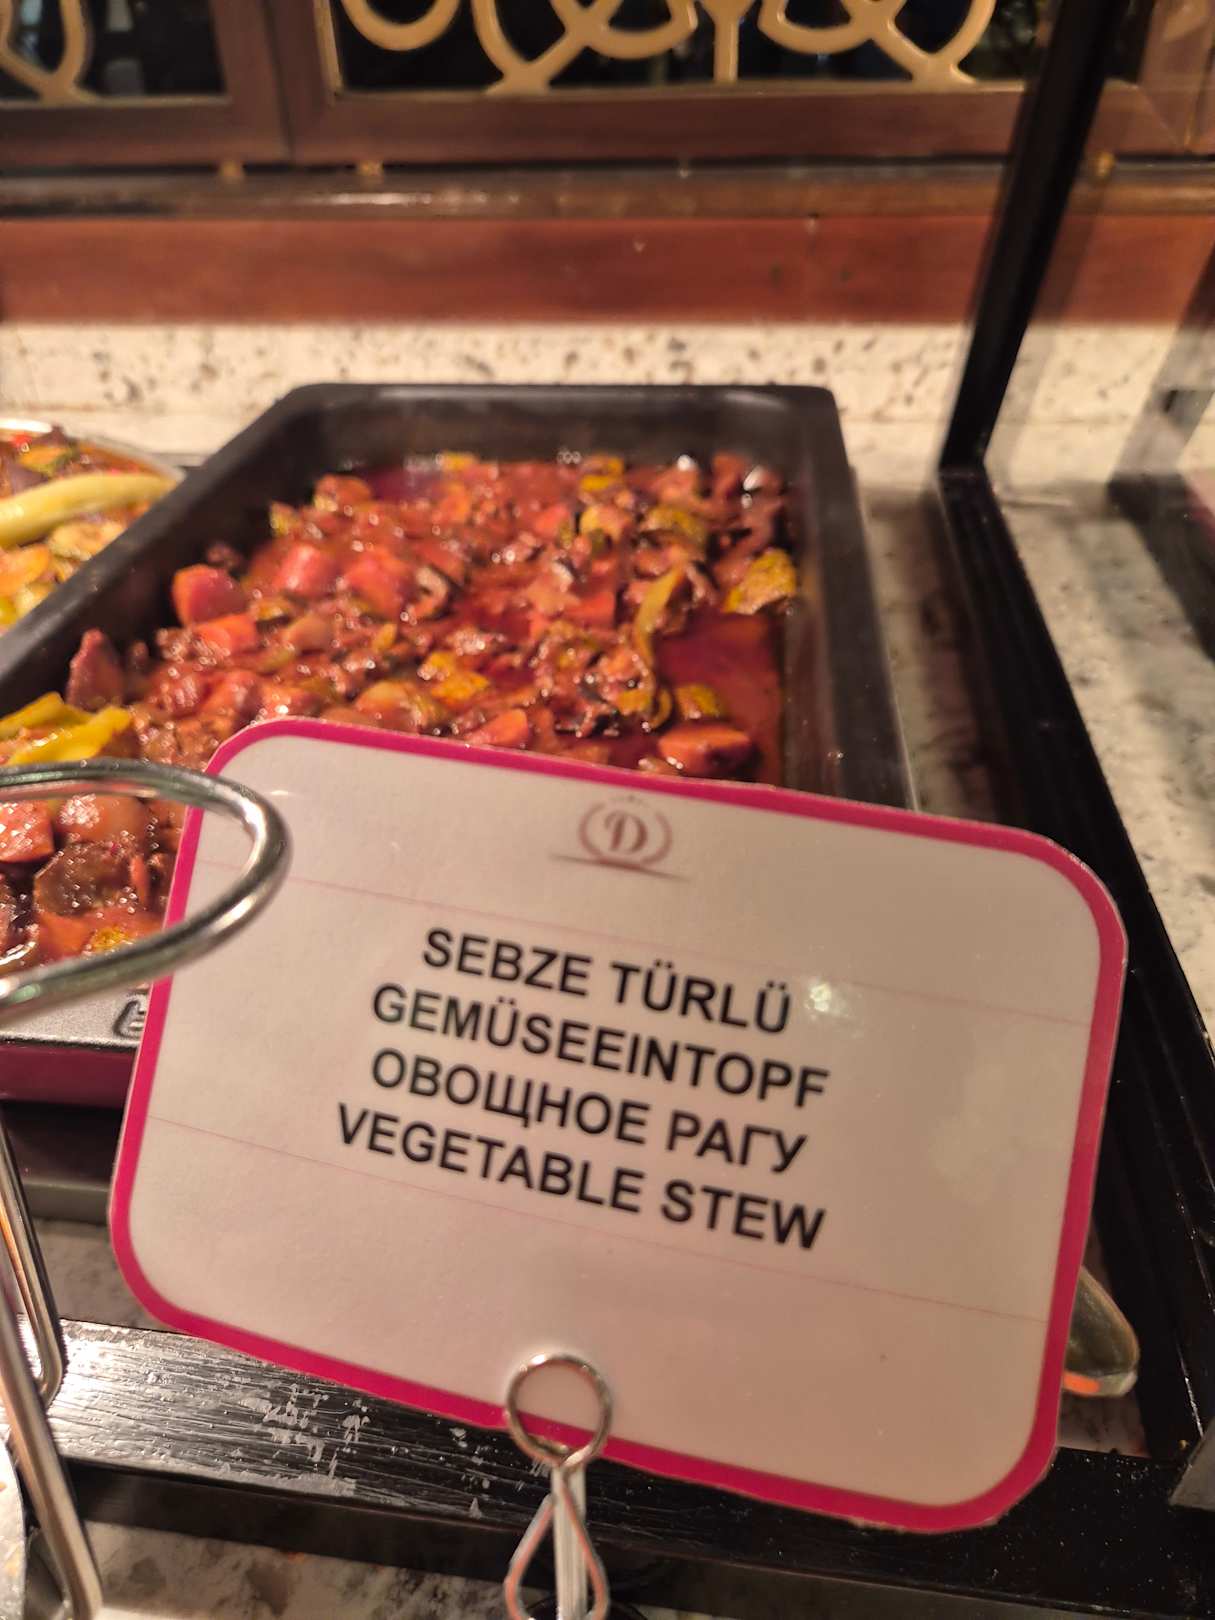 D
SEBZE TÜRLÜ
GEMÜSEEINTOPF
ОВОЩНОЕ РАГУ
VEGETABLE STEW